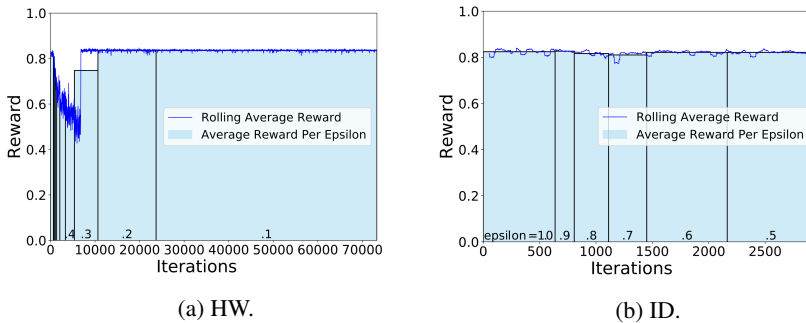 1.0
0.8
0.6
0.4
0.2
0.0
Reward
Rolling Average Reward
Average Reward Per Epsilon
.4 .3 .2 .1
0 10000 20000 30000 40000 50000 60000 70000
Iterations
(a) HW.
1.0
0.8
0.6
0.4
0.2
0.0
Reward
Rolling Average Reward
Average Reward Per Epsilon
epsilon =1.0 .9 .8 .7 .6 .5
0 500 1000 1500 2000 2500
Iterations
(b) ID.